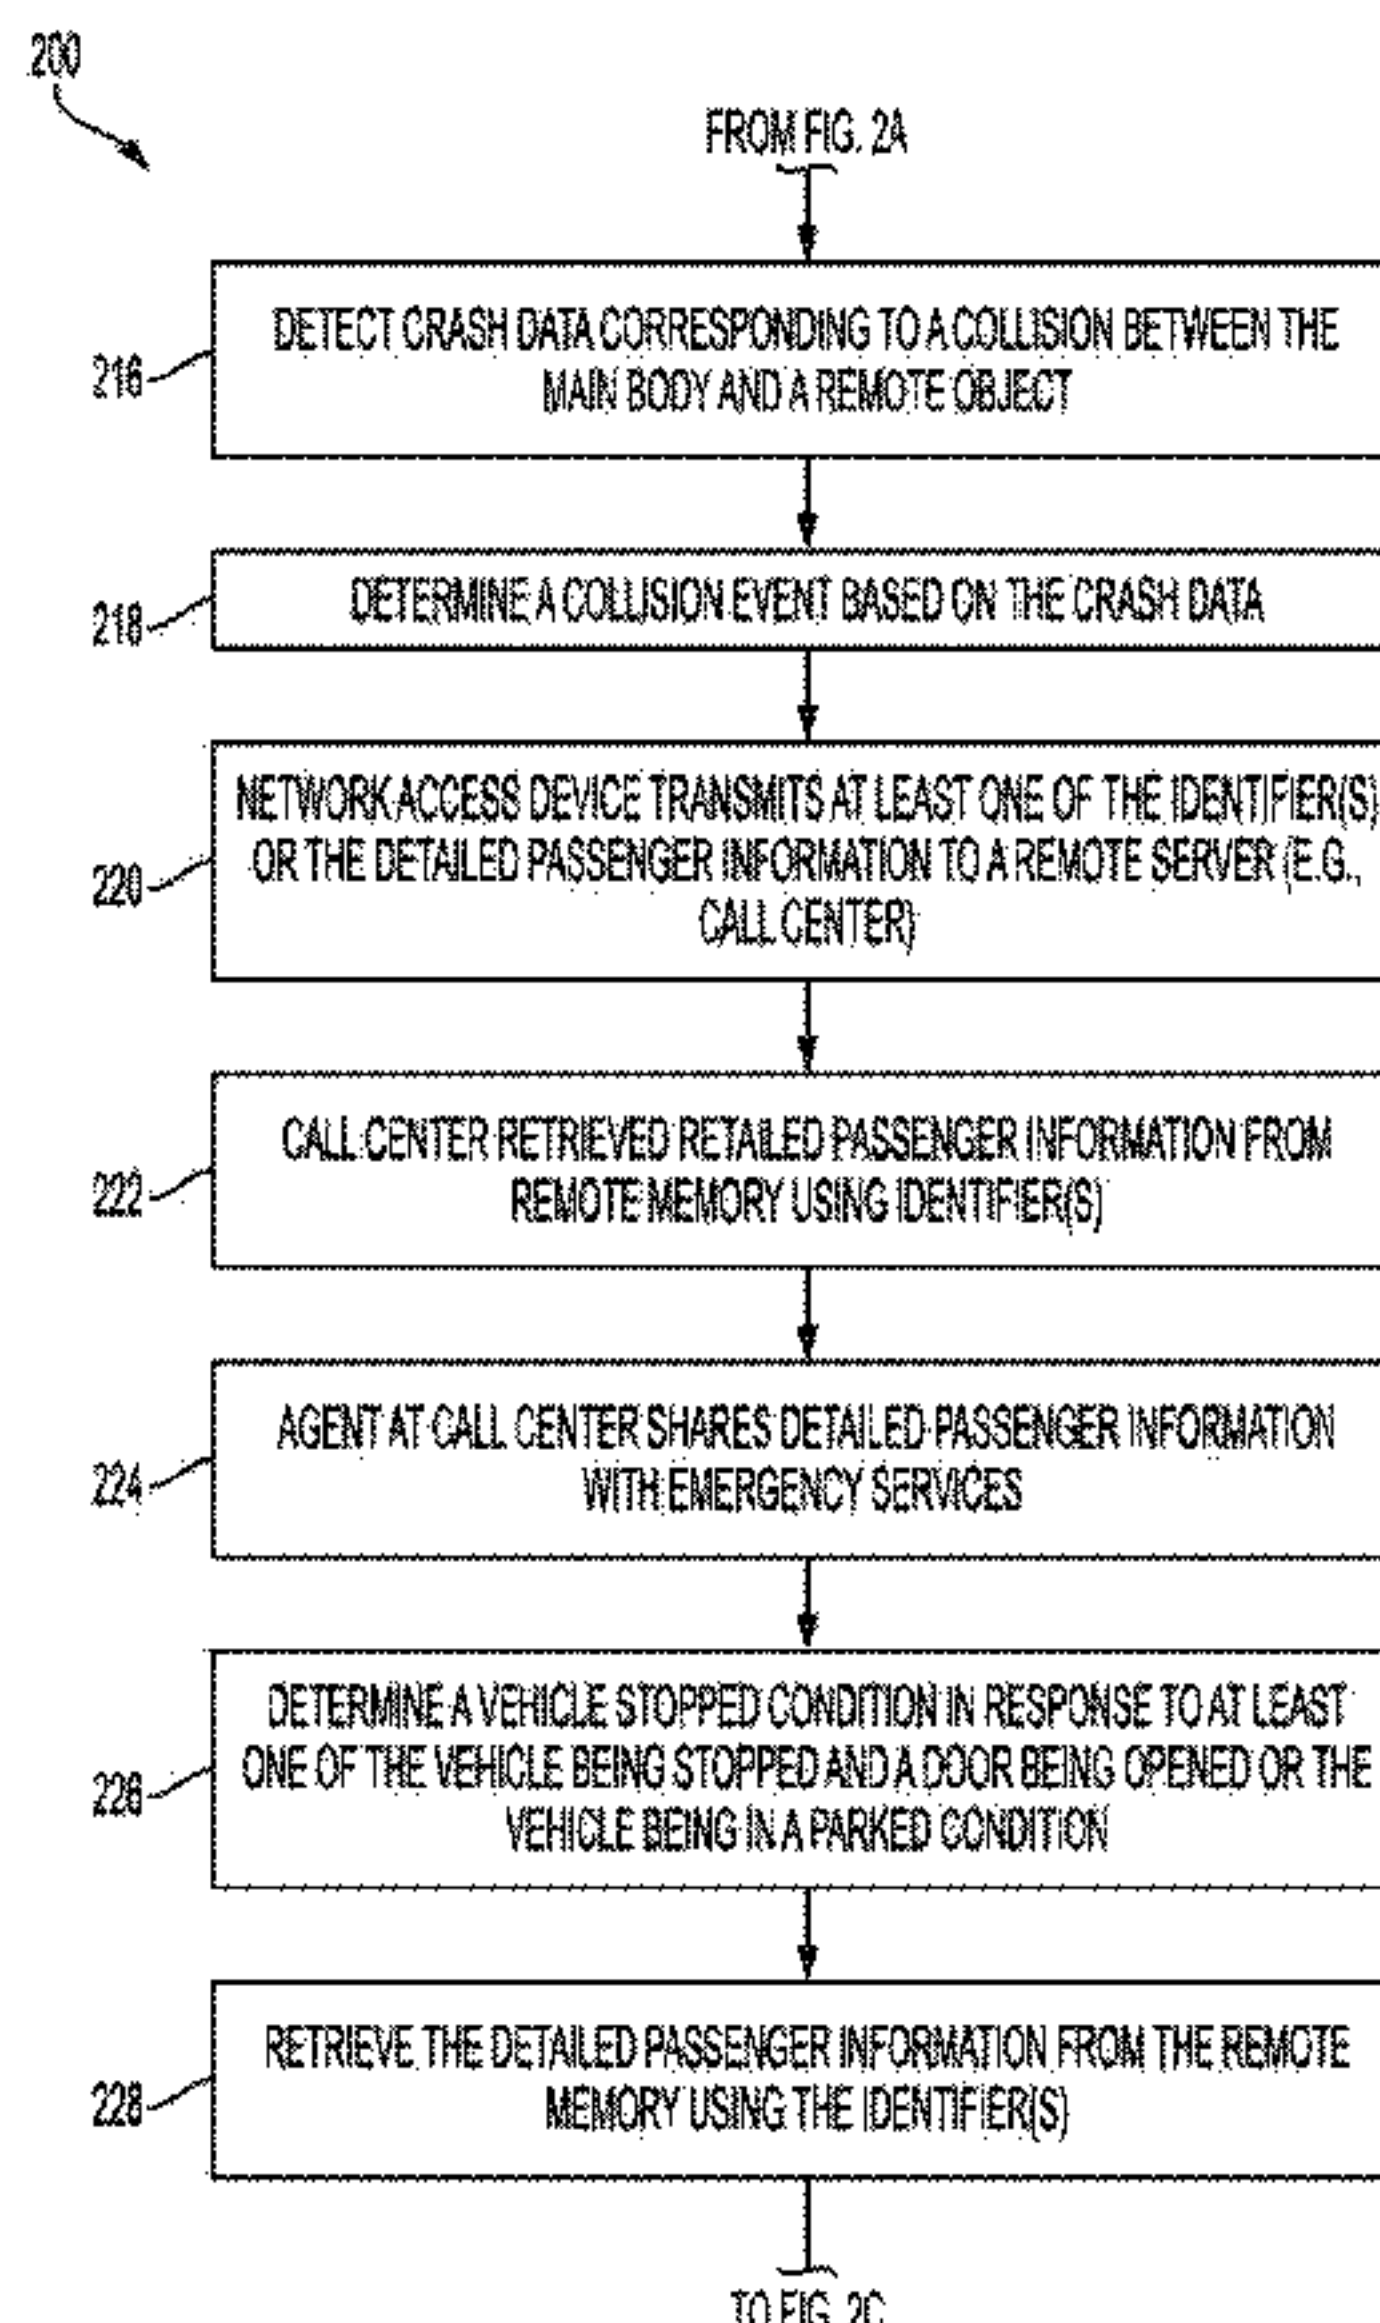 200
FROM FIG. 2A
216
DETECT CRASH DATA CORRESPONDING TO A COLLISION BETWEEN THE
MAIN BODY AND A REMOTE OBJECT
218
DETERMINE A COLLISION EVENT BASED ON THE CRASH DATA
220
NETWORK ACCESS DEVICE TRANSMITS AT LEAST ONE OF THE IDENTIFIER(S)
OR THE DETAILED PASSENGER INFORMATION TO A REMOTE SERVER (E.G.,
CALL CENTER)
222
CALL CENTER RETRIEVED RETAILED PASSENGER INFORMATION FROM
REMOTE MEMORY USING IDENTIFIER(S)
224
AGENT AT CALL CENTER SHARES DETAILED PASSENGER INFORMATION
WITH EMERGENCY SERVICES
226
DETERMINE A VEHICLE STOPPED CONDITION IN RESPONSE TO AT LEAST
ONE OF THE VEHICLE BEING STOPPED AND A DOOR BEING OPENED OR THE
VEHICLE BEING IN A PARKED CONDITION
228
RETRIEVE THE DETAILED PASSENGER INFORMATION FROM THE REMOTE
MEMORY USING THE IDENTIFIER(S)
TO FIG. 2C